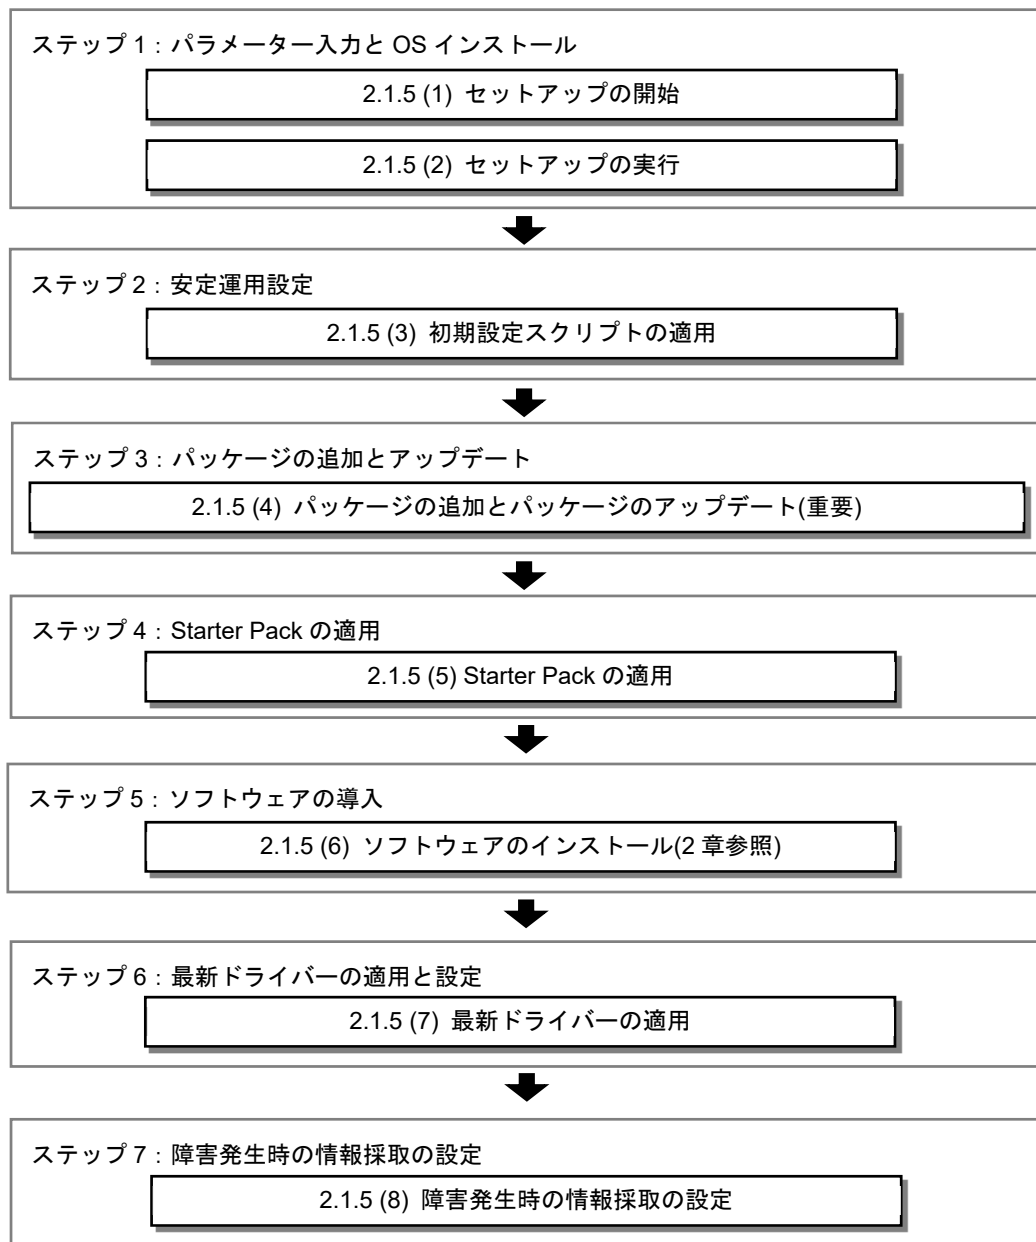 ステップ 1：パラメーター入力と OS インストール
2.1.5 (1) セットアップの開始
2.1.5 (2) セットアップの実行
ステップ 2：安定運用設定
2.1.5 (3) 初期設定スクリプトの適用
ステップ 3：パッケージの追加とアップデート
2.1.5 (4) パッケージの追加とパッケージのアップデート(重要)
ステップ 4：Starter Pack の適用
2.1.5 (5) Starter Pack の適用
ステップ 5：ソフトウェアの導入
2.1.5 (6) ソフトウェアのインストール(2 章参照)
ステップ 6：最新ドライバーの適用と設定
2.1.5 (7) 最新ドライバーの適用
ステップ 7：障害発生時の情報採取の設定
2.1.5 (8) 障害発生時の情報採取の設定